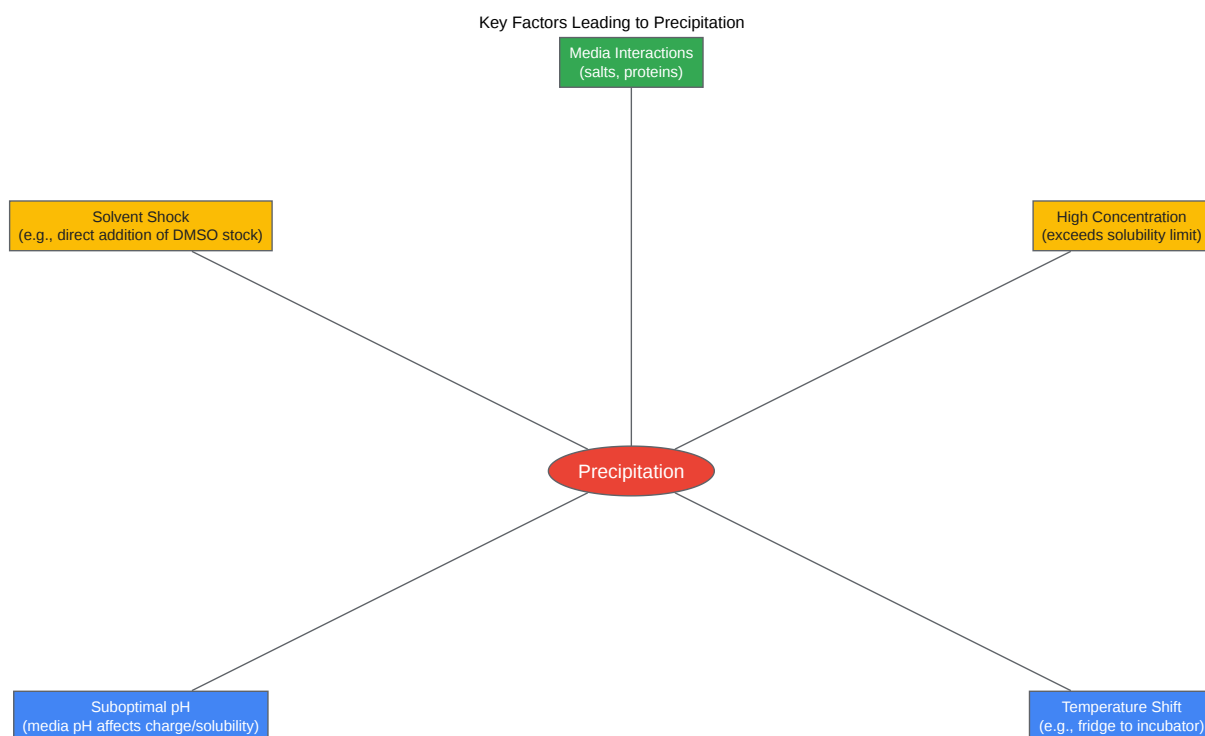 Key Factors Leading to Precipitation
Media Interactions
(salts, proteins)
Solvent Shock
(e.g., direct addition of DMSO stock)
High Concentration
(exceeds solubility limit)
Precipitation
Suboptimal pH
(media pH affects charge/solubility)
Temperature Shift
(e.g., fridge to incubator)